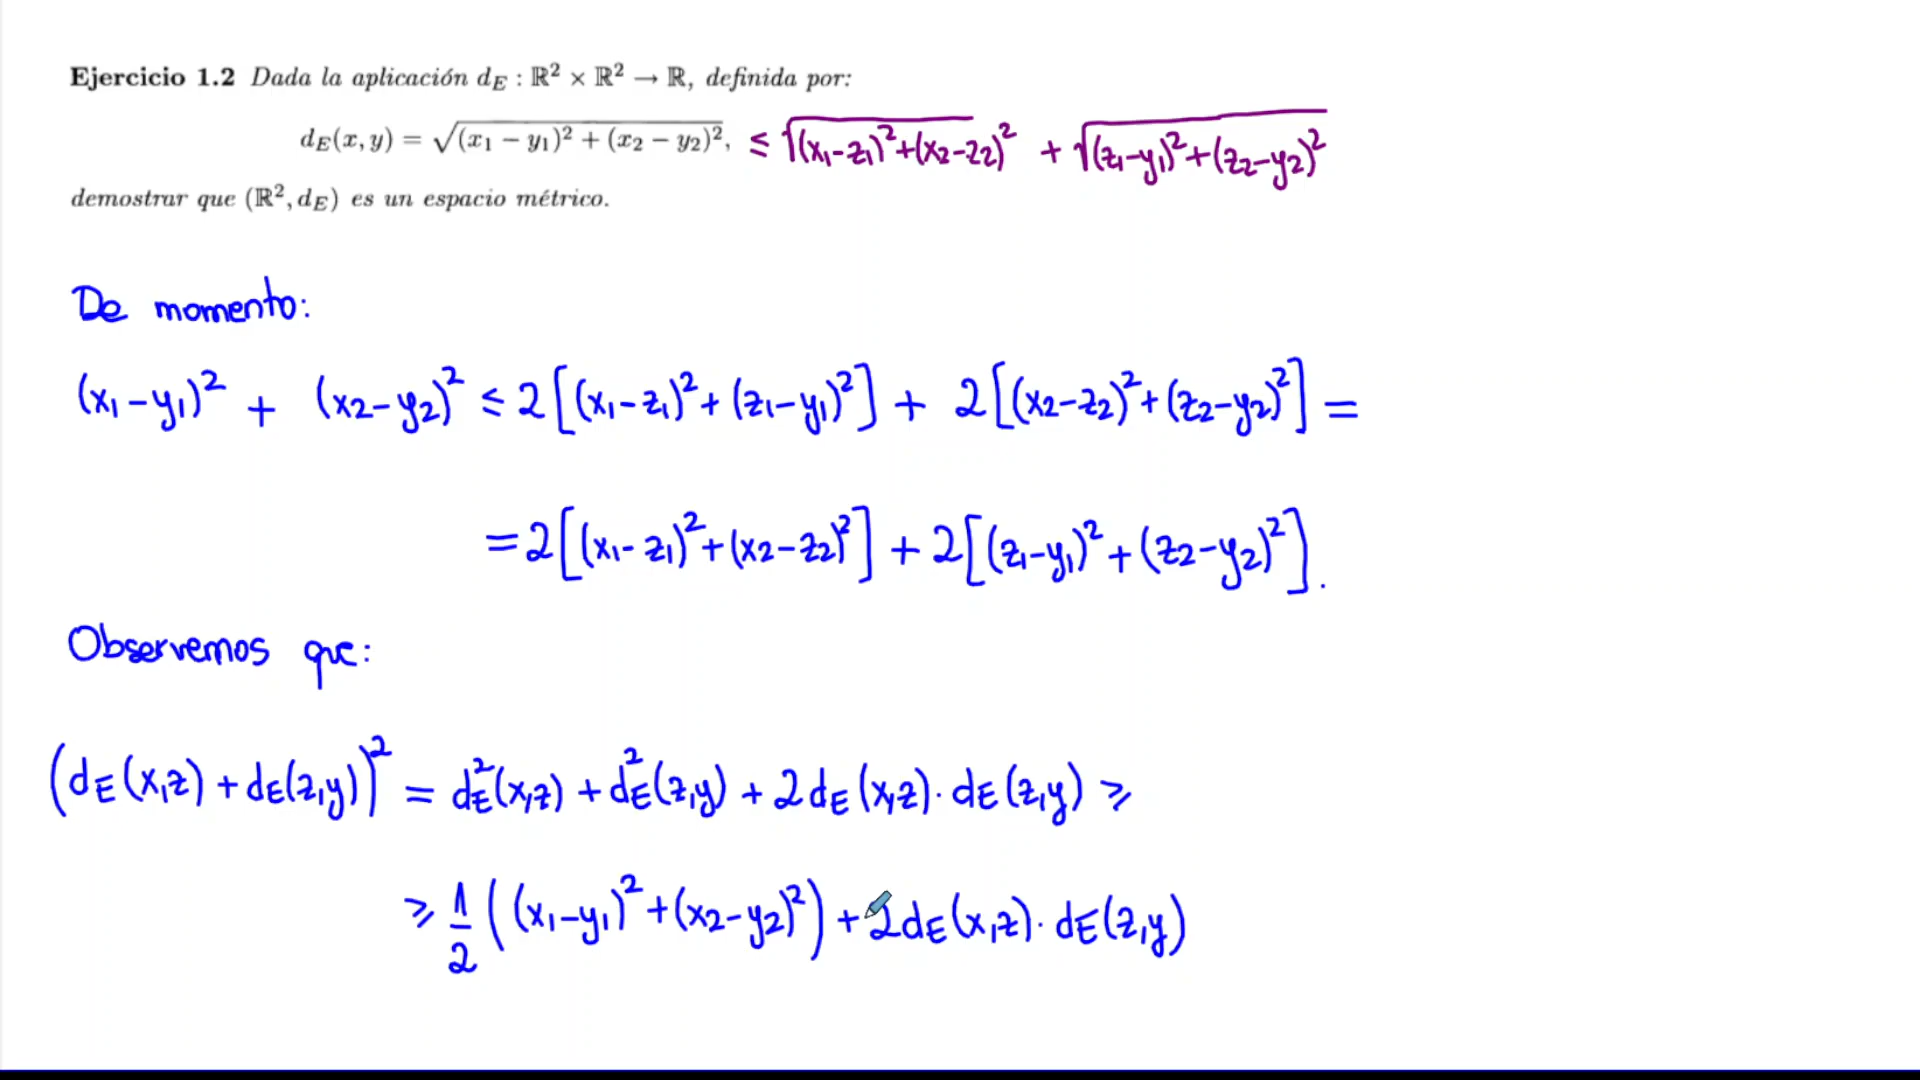 Ejercicio 1.2 Dada la aplicación d_E : ℝ² × ℝ² → ℝ, definida por:
d_E(x, y) = √((x₁ − y₁)² + (x₂ − y₂)²), ≤ √((x₁-z₁)²+(x₂-z₂)²) + √((z₁-y₁)²+(z₂-y₂)²)
demostrar que (ℝ², d_E) es un espacio métrico.
De momento:
(x₁-y₁)² + (x₂-y₂)² ≤ 2[(x₁-z₁)²+(z₁-y₁)²] + 2[(x₂-z₂)²+(z₂-y₂)²] =
= 2[(x₁-z₁)²+(x₂-z₂)²] + 2[(z₁-y₁)²+(z₂-y₂)²].
Observemos que:
(d_E(x,z) + d_E(z,y))² = d_E²(x,z) + d_E²(z,y) + 2d_E(x,z)·d_E(z,y) ≥
≥ 1/2 ((x₁-y₁)²+(x₂-y₂)²) + 2d_E(x,z)·d_E(z,y)